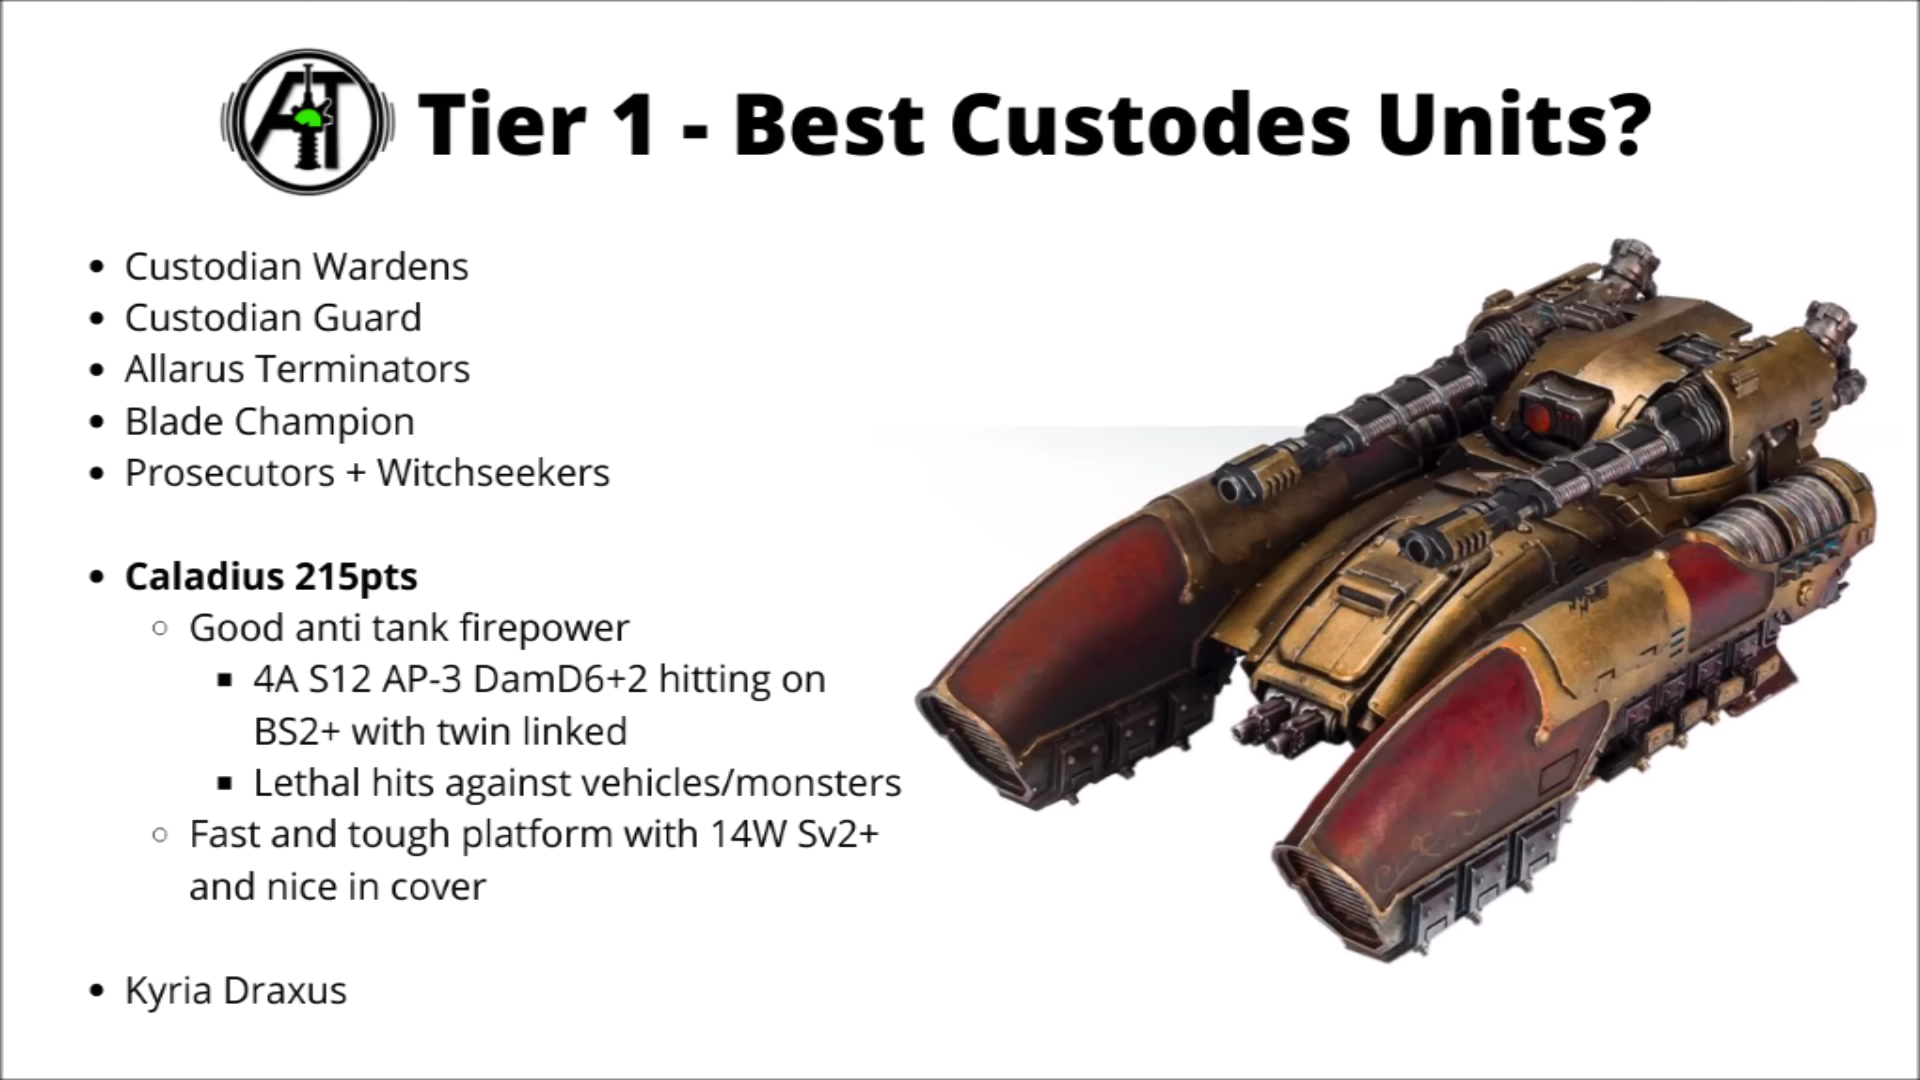 AT
Tier 1 - Best Custodes Units?
• Custodian Wardens
• Custodian Guard
• Allarus Terminators
• Blade Champion
• Prosecutors + Witchseekers
• Caladius 215pts
○ Good anti tank firepower
▪ 4A S12 AP-3 DamD6+2 hitting on
BS2+ with twin linked
▪ Lethal hits against vehicles/monsters
○ Fast and tough platform with 14W Sv2+
and nice in cover
• Kyria Draxus